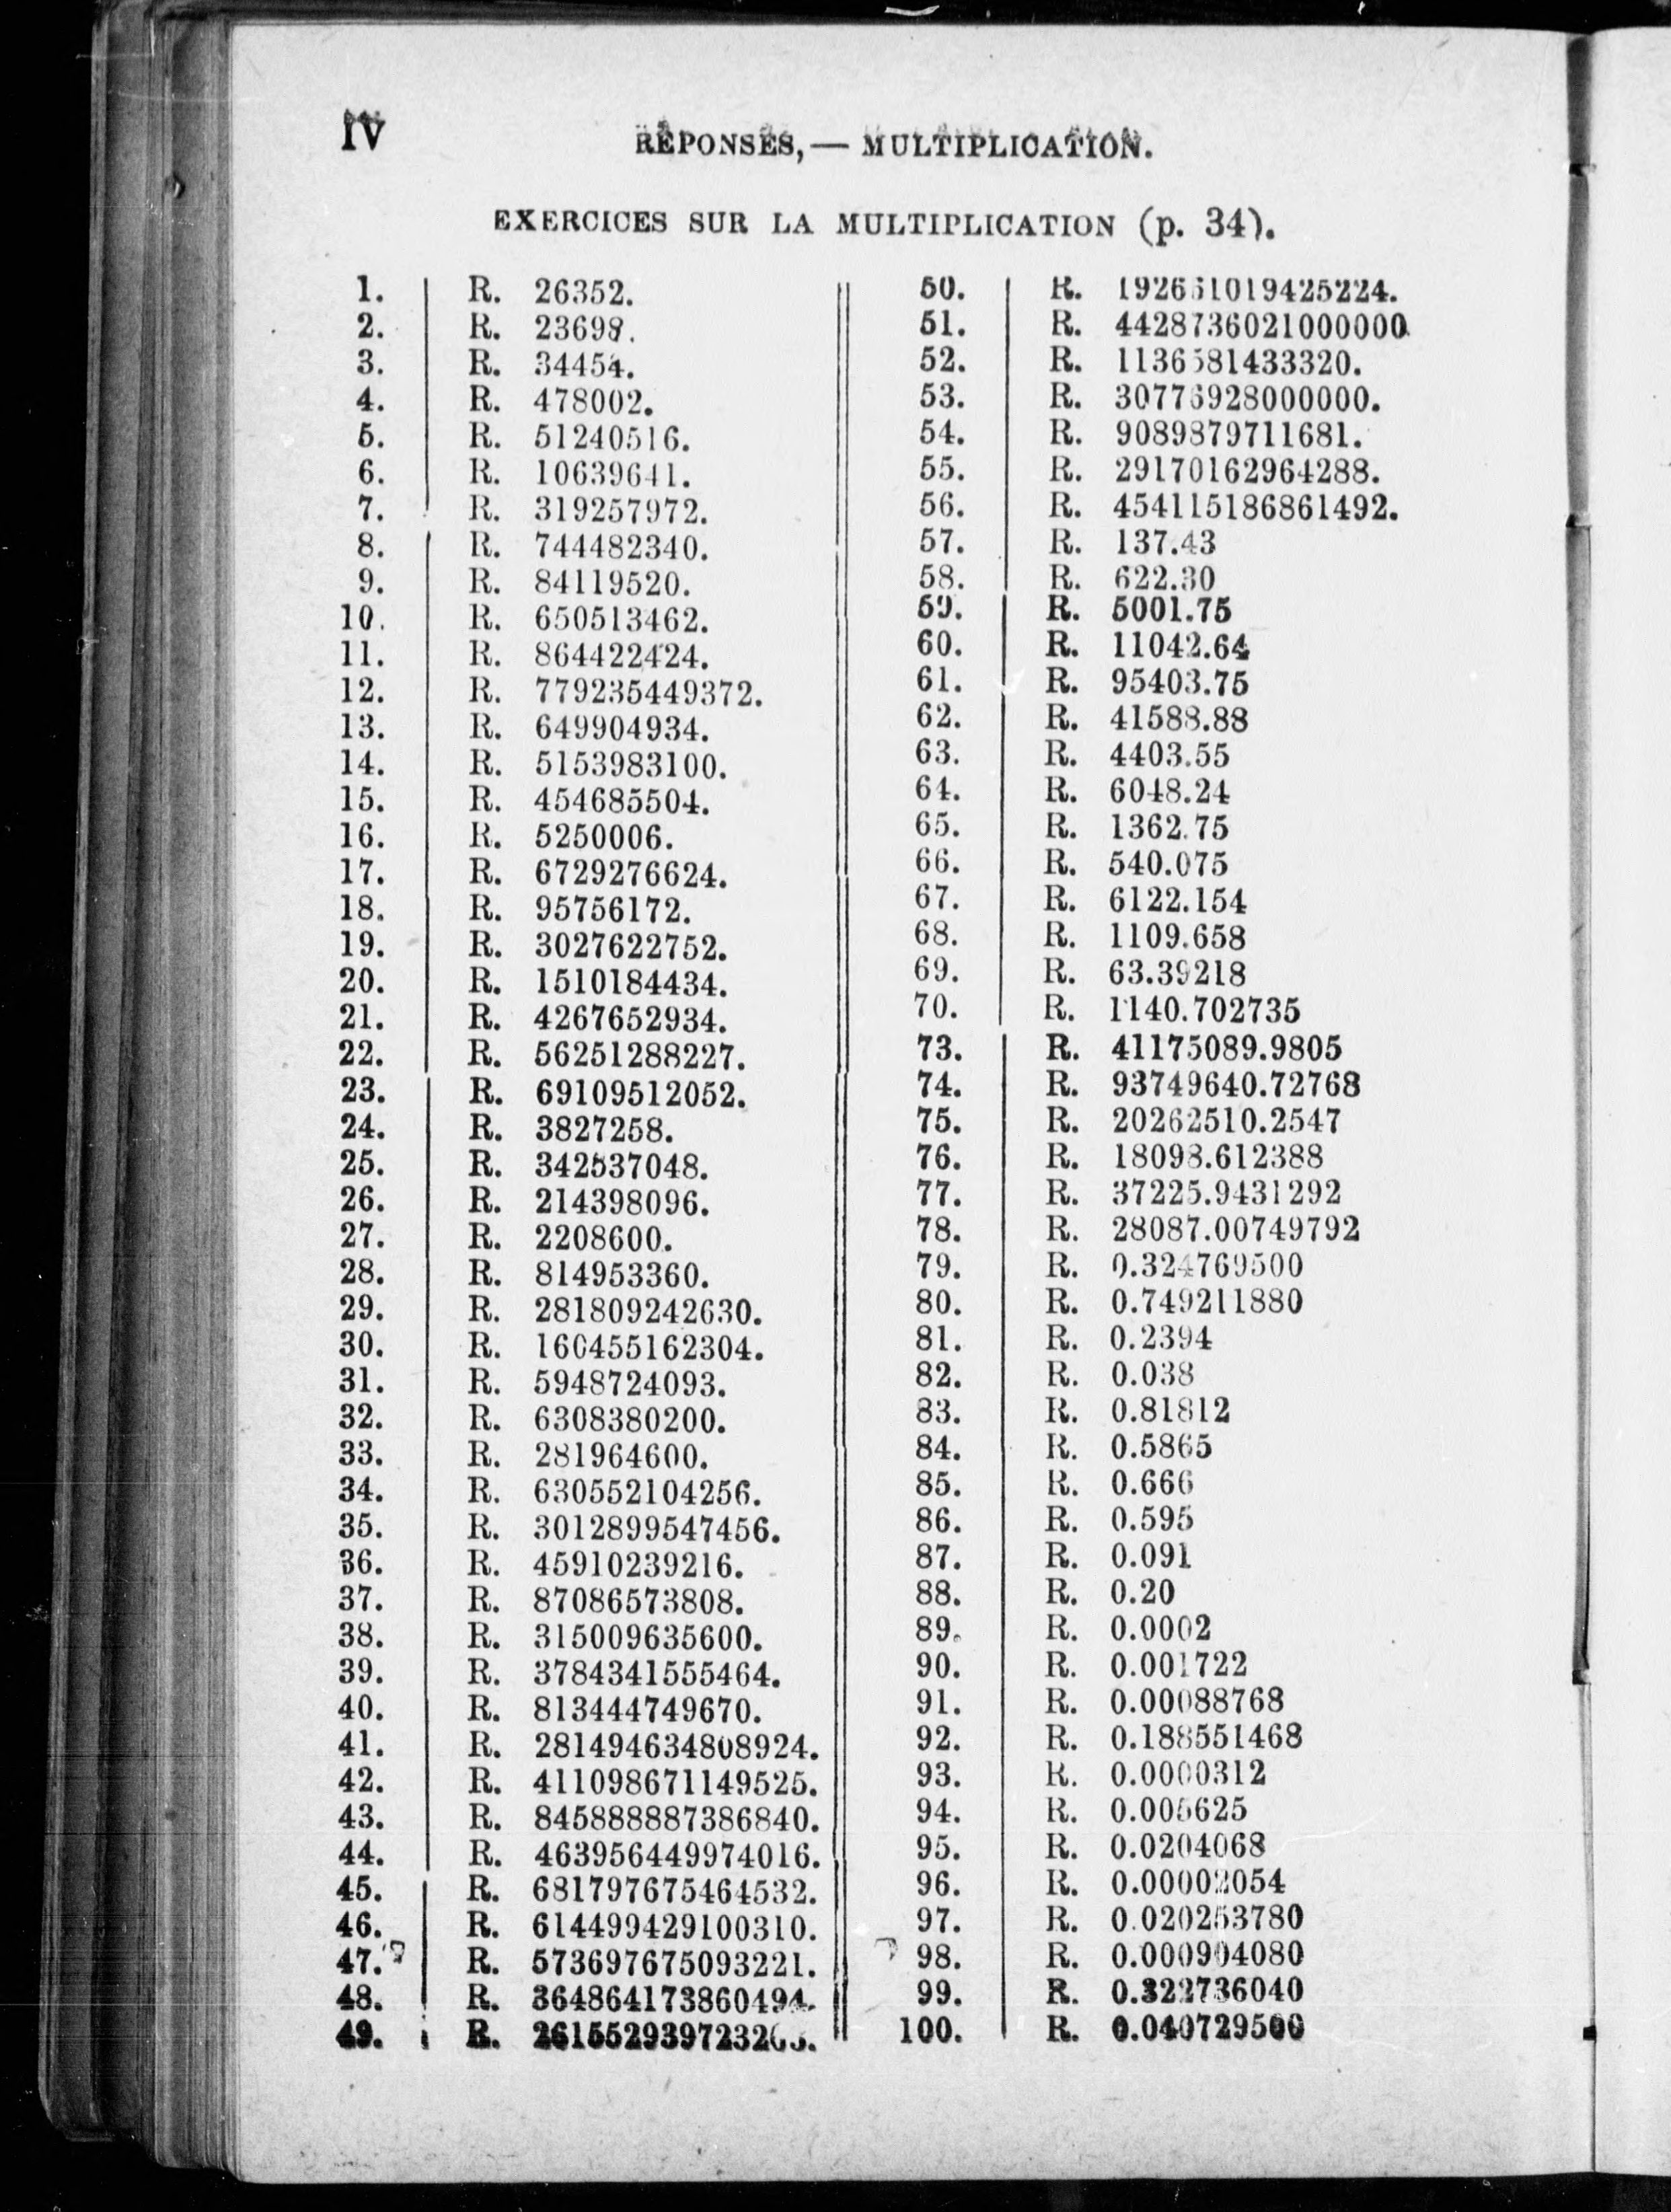 IV
RÉPONSES,— MULTIPLICATION.
EXERCICES SUR LA MULTIPLICATION (p. 34).
1. R. 26352.
2. R. 23698.
3. R. 34454.
4. R. 478002.
5. R. 51240516.
6. R. 10639641.
7. R. 319257972.
8. R. 744482340.
9. R. 84119520.
10. R. 650513462.
11. R. 864422424.
12. R. 779235449372.
13. R. 649904934.
14. R. 5153983100.
15. R. 454685504.
16. R. 5250006.
17. R. 6729276624.
18. R. 95756172.
19. R. 3027622752.
20. R. 1510184434.
21. R. 4267652934.
22. R. 56251288227.
23. R. 69109512052.
24. R. 3827258.
25. R. 342537048.
26. R. 214398096.
27. R. 2208600.
28. R. 814953360.
29. R. 281809242630.
30. R. 160455162304.
31. R. 5948724093.
32. R. 6308380200.
33. R. 281964600.
34. R. 630552104256.
35. R. 3012899547456.
36. R. 45910239216.
37. R. 87086573808.
38. R. 315009635600.
39. R. 3784341555464.
40. R. 813444749670.
41. R. 281494634808924.
42. R. 411098671149525.
43. R. 845888887386840.
44. R. 463956449974016.
45. R. 681797675464532.
46. R. 614499429100310.
47. R. 573697675093221.
48. R. 364864173860494.
49. R.
50. R.
51. R. 4428736021000000.
52. R. 1136581433320.
53. R. 30776928000000.
54. R. 9089879711681.
55. R. 29170162964288.
56. R. 454115186861492.
57. R. 137.43
58. R. 622.30
59. R. 5001.75
60. R. 11042.64
61. R. 95403.75
62. R. 41588.88
63. R. 4403.55
64. R. 6048.24
65. R. 1362.75
66. R. 540.075
67. R. 6122.154
68. R. 1109.658
69. R. 63.39218
70. R. 1140.702735
73. R. 41175089.9805
74. R. 93749640.72768
75. R. 20262510.2547
76. R. 18098.612388
77. R. 37225.9431292
78. R. 28087.00749792
79. R. 0.324769500
80. R. 0.749211880
81. R. 0.2394
82. R. 0.038
83. R. 0.81812
84. R. 0.5865
85. R. 0.666
86. R. 0.595
87. R. 0.091
88. R. 0.20
89. R. 0.0002
90. R. 0.001722
91. R. 0.00088768
92. R. 0.188551468
93. R. 0.0000312
94. R. 0.005625
95. R. 0.0204068
96. R. 0.00002054
97. R. 0.020253780
98. R. 0.000904080
99. R. 0.322736040
100. R. 0.040729500